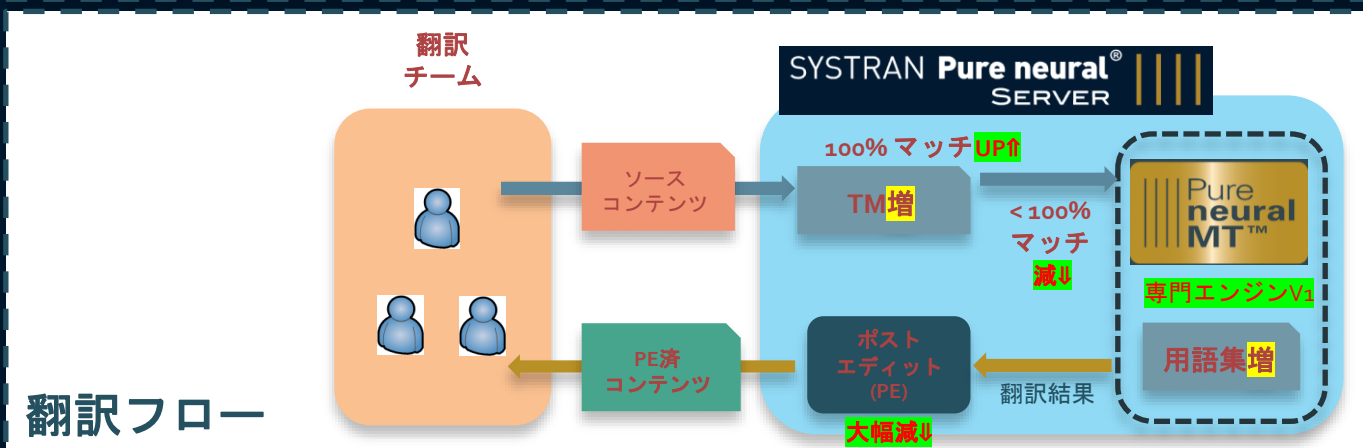 翻訳
チーム
SYSTRAN Pure neural®
SERVER
100% マッチUP⇑
ソース
コンテンツ
TM増
< 100%
マッチ
減⇓
Pure
neural
MT™
専門エンジンV1
用語集増
翻訳結果
ポスト
エディット
(PE)
大幅減⇓
PE済
コンテンツ
翻訳フロー